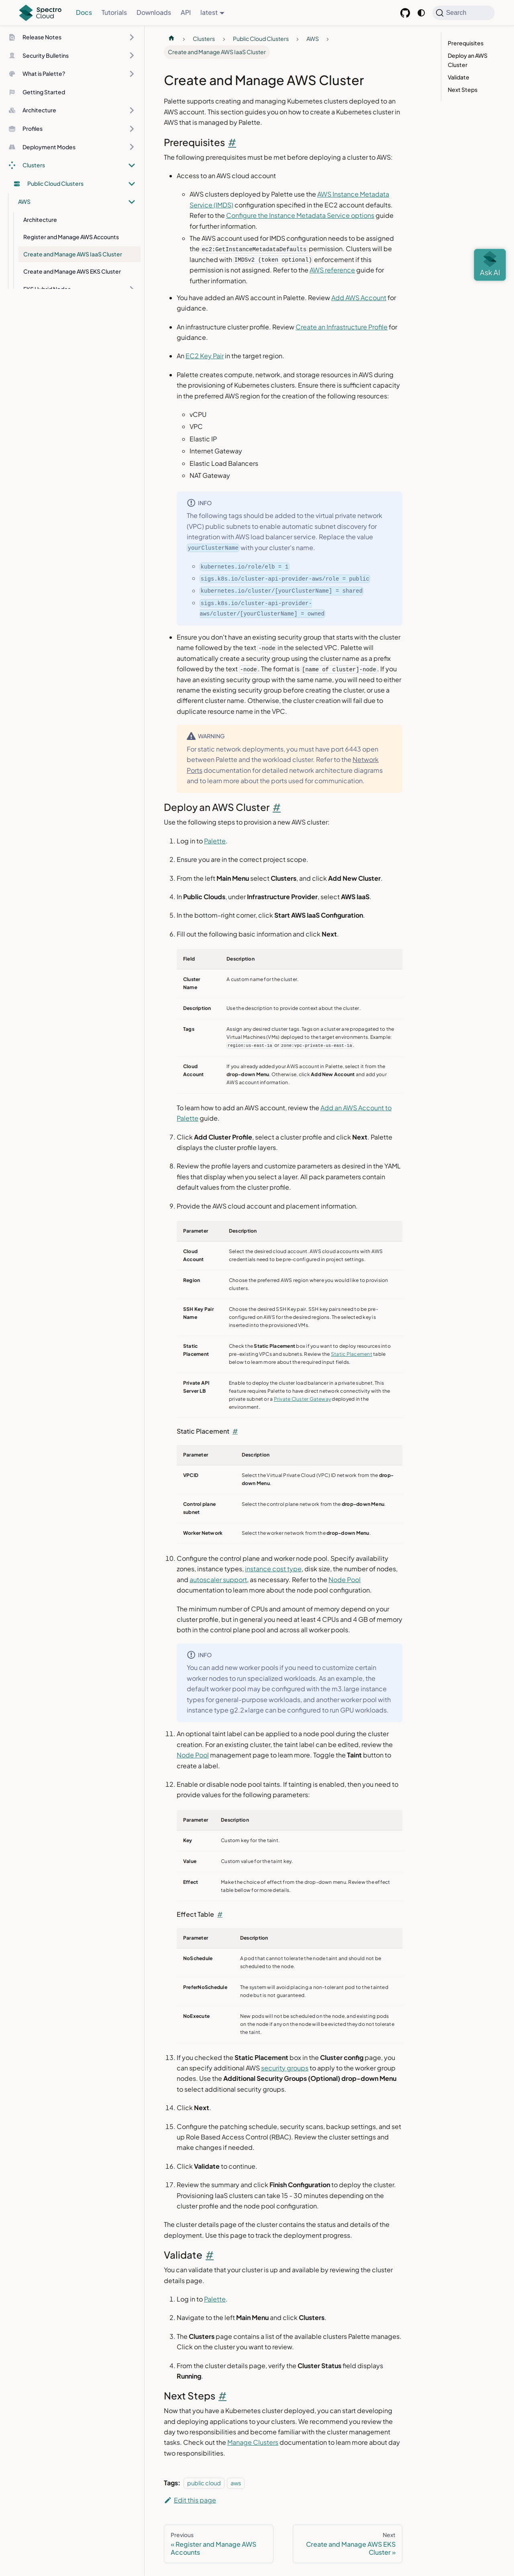 Spectro Cloud
Docs
Tutorials
Downloads
API
latest
Search
Release Notes
Security Bulletins
What is Palette?
Getting Started
Architecture
Profiles
Deployment Modes
Clusters
Public Cloud Clusters
AWS
Architecture
Register and Manage AWS Accounts
Create and Manage AWS IaaS Cluster
Create and Manage AWS EKS Cluster
EKS Hybrid Nodes
Clusters
Public Cloud Clusters
AWS
Create and Manage AWS IaaS Cluster
Prerequisites
Deploy an AWS
Cluster
Validate
Next Steps
Ask AI
Create and Manage AWS Cluster
Palette supports creating and managing Kubernetes clusters deployed to an
AWS account. This section guides you on how to create a Kubernetes cluster in
AWS that is managed by Palette.
Prerequisites #
The following prerequisites must be met before deploying a cluster to AWS:
Access to an AWS cloud account
AWS clusters deployed by Palette use the AWS Instance Metadata
Service (IMDS) configuration specified in the EC2 account defaults.
Refer to the Configure the Instance Metadata Service options guide
for further information.
The AWS account used for IMDS configuration needs to be assigned
the ec2:GetInstanceMetadataDefaults permission. Clusters will be
launched with IMDSv2 (token optional) enforcement if this
permission is not assigned. Refer to the AWS reference guide for
further information.
You have added an AWS account in Palette. Review Add AWS Account for
guidance.
An infrastructure cluster profile. Review Create an Infrastructure Profile for
guidance.
An EC2 Key Pair in the target region.
Palette creates compute, network, and storage resources in AWS during
the provisioning of Kubernetes clusters. Ensure there is sufficient capacity
in the preferred AWS region for the creation of the following resources:
vCPU
VPC
Elastic IP
Internet Gateway
Elastic Load Balancers
NAT Gateway
INFO
The following tags should be added to the virtual private network
(VPC) public subnets to enable automatic subnet discovery for
integration with AWS load balancer service. Replace the value
yourClusterName with your cluster's name.
kubernetes.io/role/elb = 1
sigs.k8s.io/cluster-api-provider-aws/role = public
kubernetes.io/cluster/[yourClusterName] = shared
sigs.k8s.io/cluster-api-provider-
aws/cluster/[yourClusterName] = owned
Ensure you don't have an existing security group that starts with the cluster
name followed by the text -node in the selected VPC. Palette will
automatically create a security group using the cluster name as a prefix
followed by the text -node. The format is [name of cluster]-node. If you
have an existing security group with the same name, you will need to either
rename the existing security group before creating the cluster, or use a
different cluster name. Otherwise, the cluster creation will fail due to
duplicate resource name in the VPC.
WARNING
For static network deployments, you must have port 6443 open
between Palette and the workload cluster. Refer to the Network
Ports documentation for detailed network architecture diagrams
and to learn more about the ports used for communication.
Deploy an AWS Cluster #
Use the following steps to provision a new AWS cluster:
1. Log in to Palette.
2. Ensure you are in the correct project scope.
3. From the left Main Menu select Clusters, and click Add New Cluster.
4. In Public Clouds, under Infrastructure Provider, select AWS IaaS.
5. In the bottom-right corner, click Start AWS IaaS Configuration.
6. Fill out the following basic information and click Next.
Field Description
Cluster Name A custom name for the cluster.
Description Use the description to provide context about the cluster.
Tags Assign any desired cluster tags. Tags on a cluster are propagated to the
Virtual Machines (VMs) deployed to the target environments. Example:
region:us-east-1a or zone:vpc-private-us-east-1a.
Cloud Account If you already added your AWS account in Palette, select it from the
drop-down Menu. Otherwise, click Add New Account and add your
AWS account information.
To learn how to add an AWS account, review the Add an AWS Account to
Palette guide.
7. Click Add Cluster Profile, select a cluster profile and click Next. Palette
displays the cluster profile layers.
8. Review the profile layers and customize parameters as desired in the YAML
files that display when you select a layer. All pack parameters contain
default values from the cluster profile.
9. Provide the AWS cloud account and placement information.
Parameter Description
Cloud Account Select the desired cloud account. AWS cloud accounts with AWS
credentials need to be pre-configured in project settings.
Region Choose the preferred AWS region where you would like to provision
clusters.
SSH Key Pair Name Choose the desired SSH Key pair. SSH key pairs need to be pre-
configured on AWS for the desired regions. The selected key is
inserted into the provisioned VMs.
Static Placement Check the Static Placement box if you want to deploy resources into
pre-existing VPCs and subnets. Review the Static Placement table
below to learn more about the required input fields.
Private API Server LB Enable to deploy the cluster load balancer in a private subnet. This
feature requires Palette to have direct network connectivity with the
private subnet or a Private Cluster Gateway deployed in the
environment.
Static Placement #
Parameter Description
VPCID Select the Virtual Private Cloud (VPC) ID network from the drop-
down Menu.
Control plane subnet Select the control plane network from the drop-down Menu.
Worker Network Select the worker network from the drop-down Menu.
10. Configure the control plane and worker node pool. Specify availability
zones, instance types, instance cost type, disk size, the number of nodes,
and autoscaler support, as necessary. Refer to the Node Pool
documentation to learn more about the node pool configuration.
The minimum number of CPUs and amount of memory depend on your
cluster profile, but in general you need at least 4 CPUs and 4 GB of memory
both in the control plane pool and across all worker pools.
INFO
You can add new worker pools if you need to customize certain
worker nodes to run specialized workloads. As an example, the
default worker pool may be configured with the m3.large instance
types for general-purpose workloads, and another worker pool with
instance type g2.2xlarge can be configured to run GPU workloads.
11. An optional taint label can be applied to a node pool during the cluster
creation. For an existing cluster, the taint label can be edited, review the
Node Pool management page to learn more. Toggle the Taint button to
create a label.
12. Enable or disable node pool taints. If tainting is enabled, then you need to
provide values for the following parameters:
Parameter Description
Key Custom key for the taint.
Value Custom value for the taint key.
Effect Make the choice of effect from the drop-down menu. Review the effect
table bellow for more details.
Effect Table #
Parameter Description
NoSchedule A pod that cannot tolerate the node taint and should not be
scheduled to the node.
PreferNoSchedule The system will avoid placing a non-tolerant pod to the tainted
node but is not guaranteed.
NoExecute New pods will not be scheduled on the node, and existing pods
on the node if any on the node will be evicted they do not tolerate
the taint.
13. If you checked the Static Placement box in the Cluster config page, you
can specify additional AWS security groups to apply to the worker group
nodes. Use the Additional Security Groups (Optional) drop-down Menu
to select additional security groups.
14. Click Next.
15. Configure the patching schedule, security scans, backup settings, and set
up Role Based Access Control (RBAC). Review the cluster settings and
make changes if needed.
16. Click Validate to continue.
17. Review the summary and click Finish Configuration to deploy the cluster.
Provisioning IaaS clusters can take 15 - 30 minutes depending on the
cluster profile and the node pool configuration.
The cluster details page of the cluster contains the status and details of the
deployment. Use this page to track the deployment progress.
Validate #
You can validate that your cluster is up and available by reviewing the cluster
details page.
1. Log in to Palette.
2. Navigate to the left Main Menu and click Clusters.
3. The Clusters page contains a list of the available clusters Palette manages.
Click on the cluster you want to review.
4. From the cluster details page, verify the Cluster Status field displays
Running.
Next Steps #
Now that you have a Kubernetes cluster deployed, you can start developing
and deploying applications to your clusters. We recommend you review the
day two responsibilities and become familiar with the cluster management
tasks. Check out the Manage Clusters documentation to learn more about day
two responsibilities.
Tags: public cloud aws
Edit this page
Previous
« Register and Manage AWS
Accounts
Next
Create and Manage AWS EKS
Cluster »